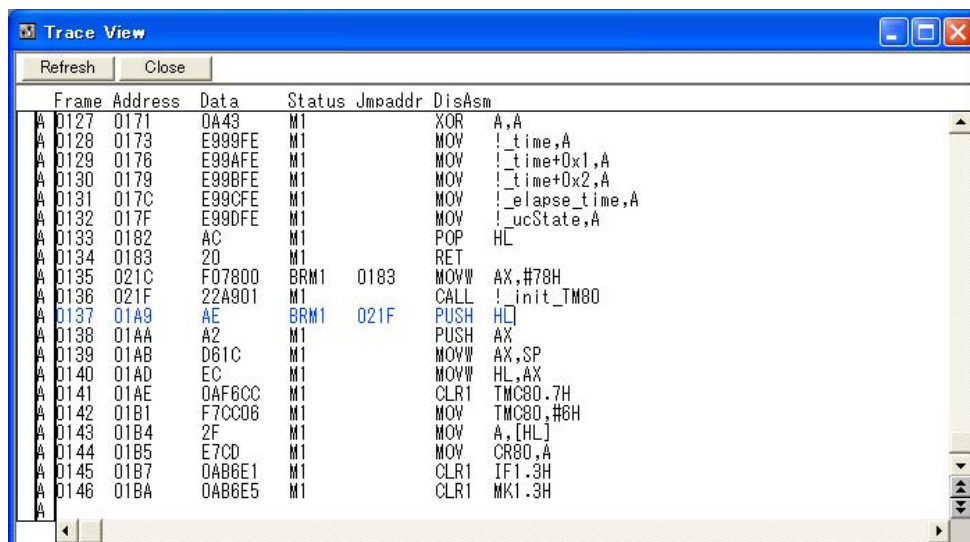 Trace View
Refresh Close
Frame Address Data Status Jmpaddr DisAsm
A 0127 0171 0A43 M1 XOR A,A
A 0128 0173 E999FE M1 MOV !_time,A
A 0129 0176 E99AFE M1 MOV !_time+0x1,A
A 0130 0179 E99BFE M1 MOV !_time+0x2,A
A 0131 017C E99CFE M1 MOV !_elapse_time,A
A 0132 017F E99DFE M1 MOV !_ucState,A
A 0133 0182 AC M1 POP HL
A 0134 0183 20 M1 RET
A 0135 021C F07800 BRM1 0183 MOVW AX,#78H
A 0136 021F 22A901 M1 CALL !_init_TM80
A 0137 01A9 AE BRM1 021F PUSH HL
A 0138 01AA A2 M1 PUSH AX
A 0139 01AB D61C M1 MOVW AX,SP
A 0140 01AD EC M1 MOVW HL,AX
A 0141 01AE 0AF6CC M1 CLR1 TMC80.7H
A 0142 01B1 F7CC06 M1 MOV TMC80,#6H
A 0143 01B4 2F M1 MOV A,[HL]
A 0144 01B5 E7CD M1 MOV CR80,A
A 0145 01B7 0AB6E1 M1 CLR1 IF1.3H
A 0146 01BA 0AB6E5 M1 CLR1 MK1.3H
A